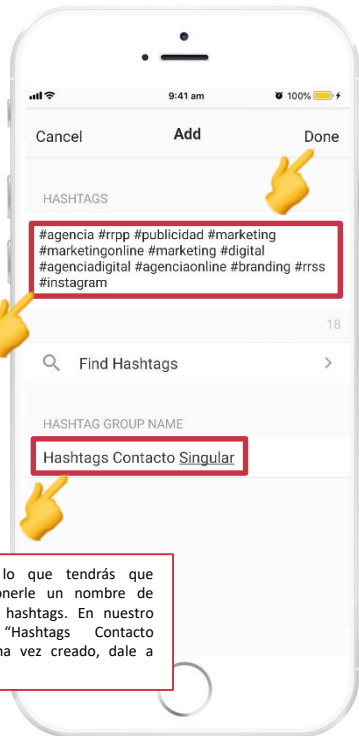 9:41 am 100%
Cancel Add Done
HASHTAGS
#agencia #rrpp #publicidad #marketing
#marketingonline #marketing #digital
#agenciadigital #agenciaonline #branding #rrss
#instagram
18
Find Hashtags
HASHTAG GROUP NAME
Hashtags Contacto Singular
lo que tendrás que
nerle un nombre de
hashtags. En nuestro
“Hashtags Contacto
na vez creado, dale a